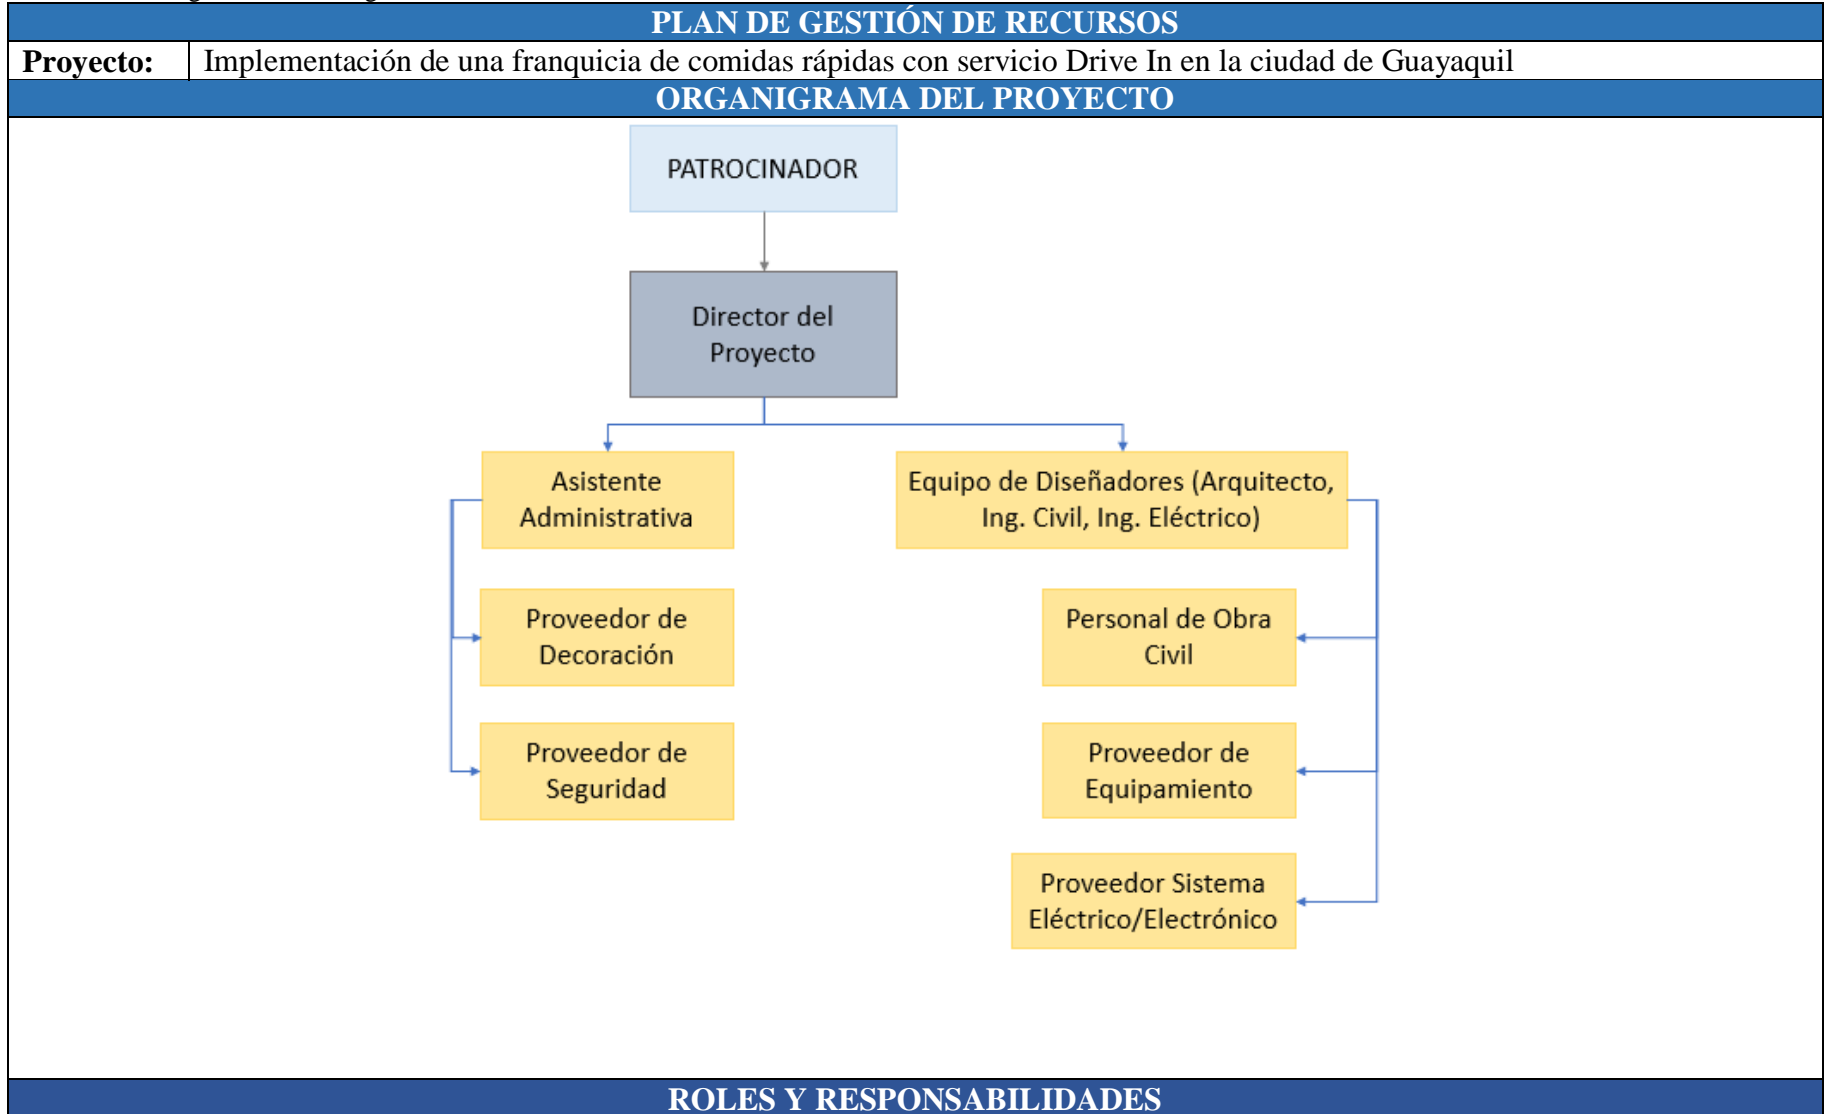 PLAN DE GESTIÓN DE RECURSOS
Proyecto: Implementación de una franquicia de comidas rápidas con servicio Drive In en la ciudad de Guayaquil
ORGANIGRAMA DEL PROYECTO
PATROCINADOR
Director del
Proyecto
Asistente
Administrativa
Equipo de Diseñadores (Arquitecto,
Ing. Civil, Ing. Eléctrico)
Proveedor de
Decoración
Personal de Obra
Civil
Proveedor de
Seguridad
Proveedor de
Equipamiento
Proveedor Sistema
Eléctrico/Electrónico
ROLES Y RESPONSABILIDADES